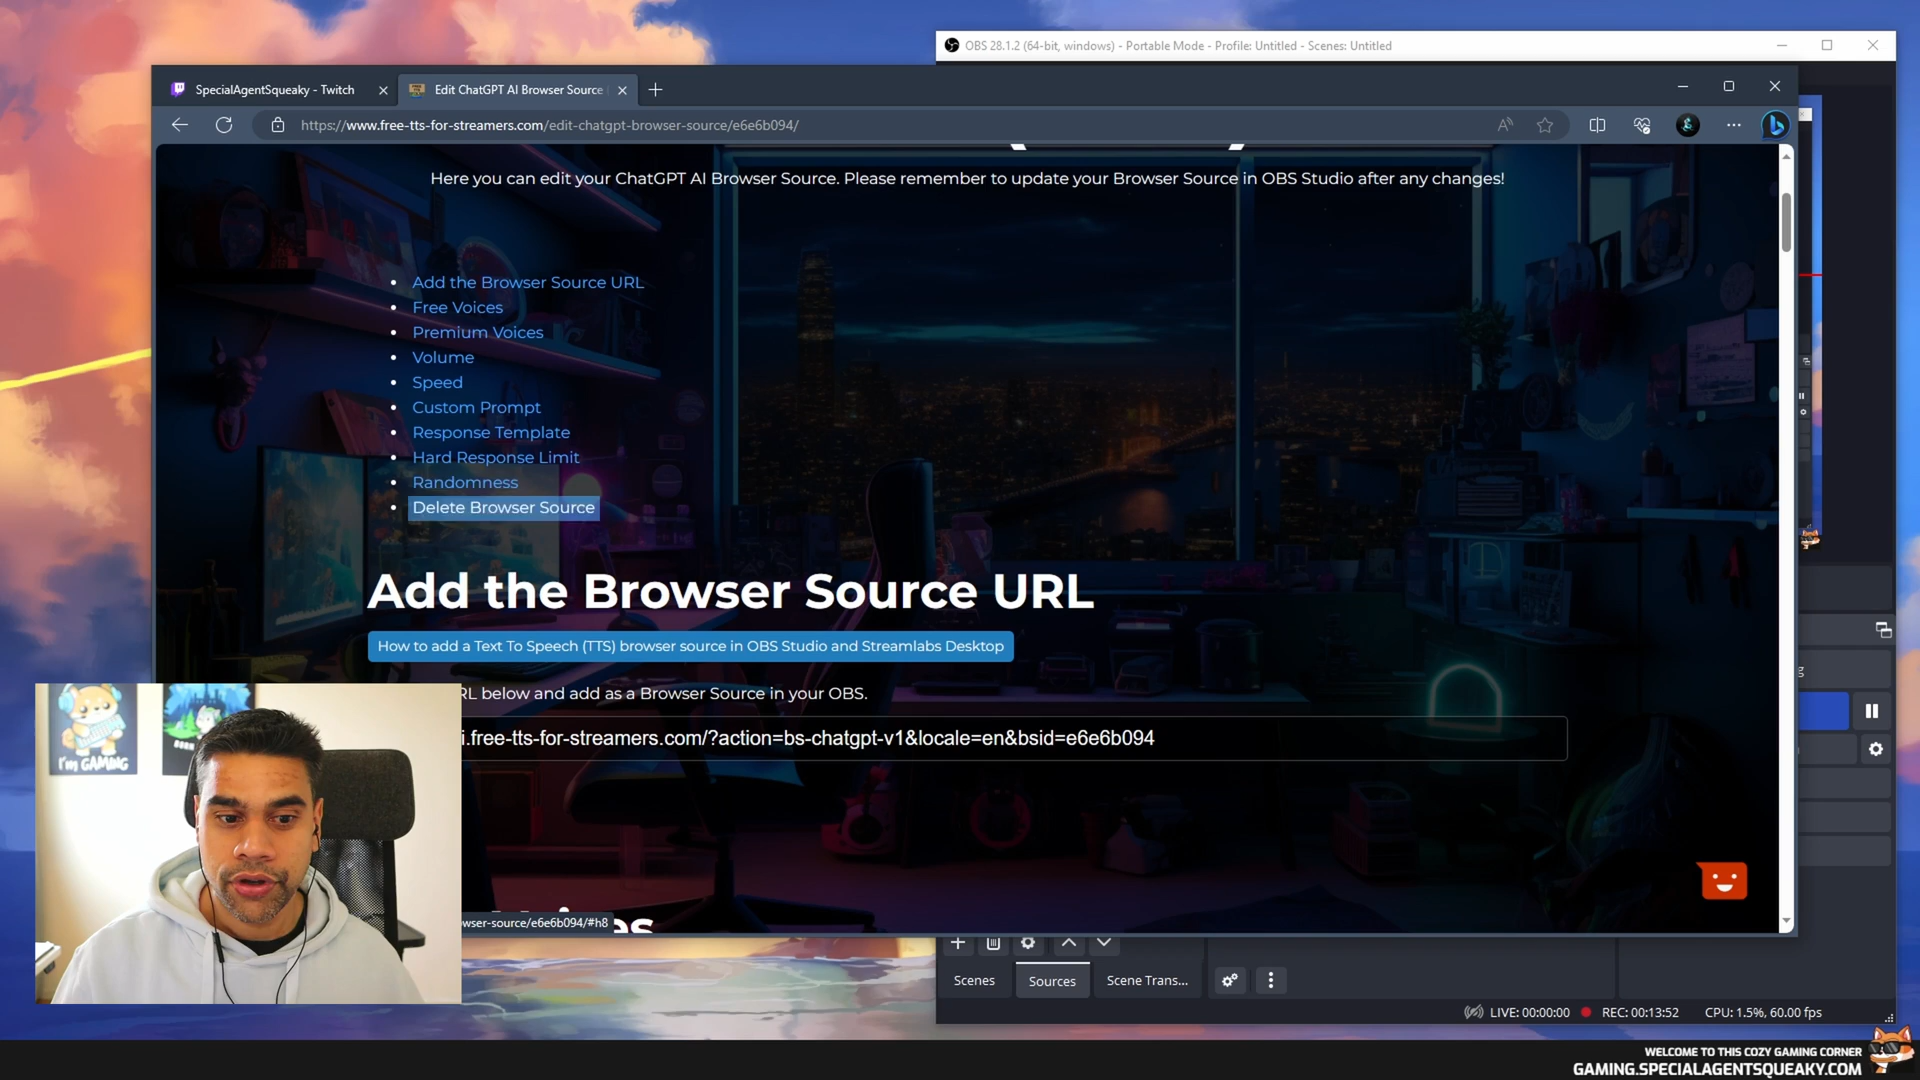 OBS 28.1.2 (64-bit, windows) - Portable Mode - Profile: Untitled - Scenes: Untitled
SpecialAgentSqueaky - Twitch
Edit ChatGPT AI Browser Source
https://www.free-tts-for-streamers.com/edit-chatgpt-browser-source/e6e6b094/
Here you can edit your ChatGPT AI Browser Source. Please remember to update your Browser Source in OBS Studio after any changes!
Add the Browser Source URL
Free Voices
Premium Voices
Volume
Speed
Custom Prompt
Response Template
Hard Response Limit
Randomness
Delete Browser Source
Add the Browser Source URL
How to add a Text To Speech (TTS) browser source in OBS Studio and Streamlabs Desktop
RL below and add as a Browser Source in your OBS.
i.free-tts-for-streamers.com/?action=bs-chatgpt-v1&locale=en&bsid=e6e6b094
I'm GAMING
BORN
wser-source/e6e6b094/#h8
Scenes
Sources
Scene Trans...
LIVE: 00:00:00
REC: 00:13:52
CPU: 1.5%, 60.00 fps
WELCOME TO THIS COZY GAMING CORNER
GAMING.SPECIALAGENTSQUEAKY.COM